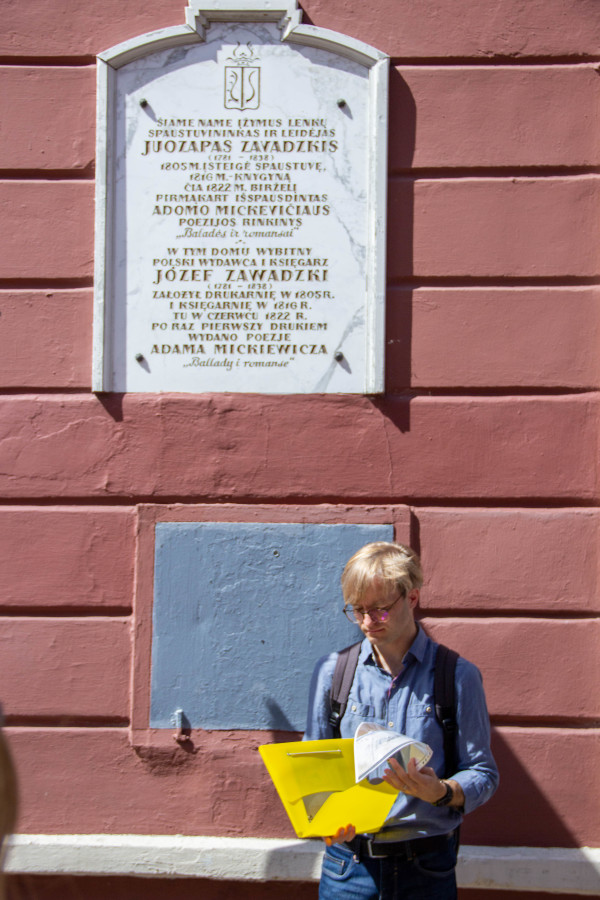 ŠIAME NAME ĮŽYMUS LENKŲ
SPAUSTUVININKAS IR LEIDĖJAS
JUOZAPAS ZAVADZKIS
(1781 – 1838)
1805 M. ĮSTEIGĖ SPAUSTUVĘ,
1816 M.-KNYGYNĄ
ČIA 1822 M. BIRŽELĮ
PIRMĄKART IŠSPAUSDINTAS
ADOMO MICKEVIČIAUS
POEZIJOS RINKINYS
„Baladės ir romansai"
W TYM DOMU WYBITNY
POLSKI WYDAWCA I KSIĘGARZ
JÓZEF ZAWADZKI
(1781 – 1838)
ZAŁOŻYŁ DRUKARNIĘ W 1805 R.
I KSIĘGARNIĘ W 1816 R.
TU W CZERWCU 1822 R.
PO RAZ PIERWSZY DRUKIEM
WYDANO POEZJE
ADAMA MICKIEWICZA
„Ballady i romanse"